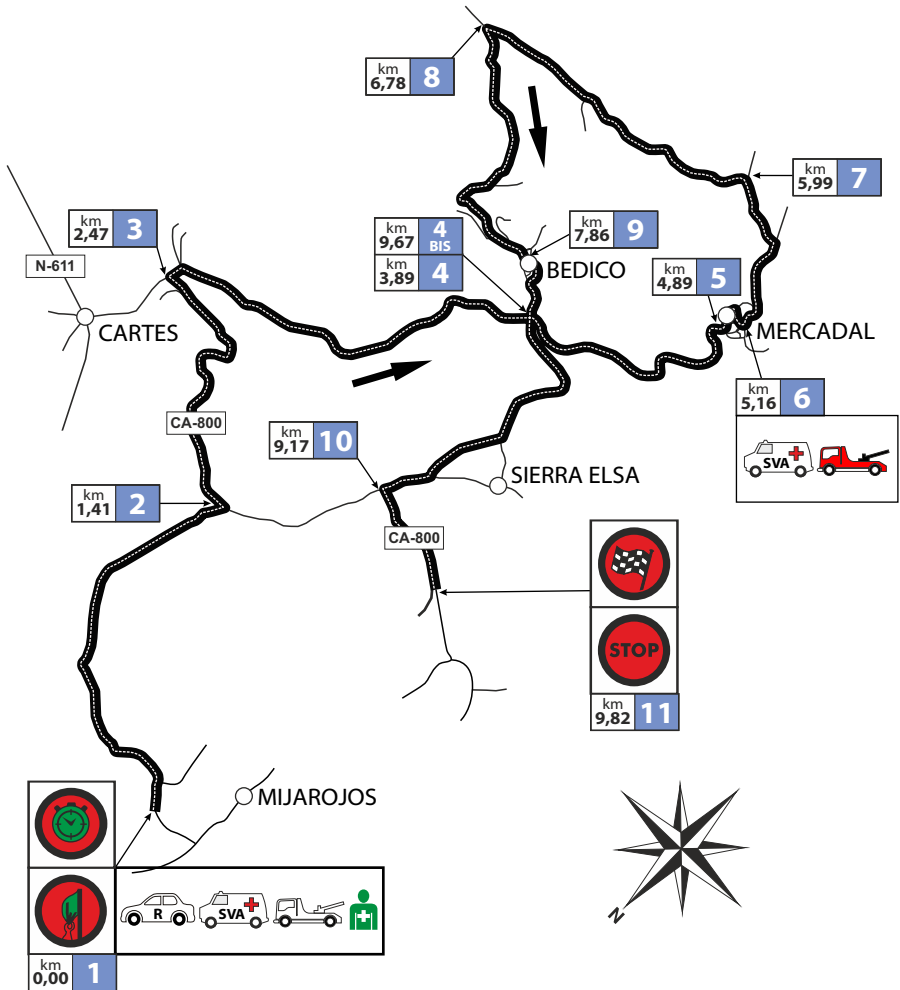 km
6,78
8
km
5,99
7
km
2,47
3
km
9,67
4
BIS
km
3,89
4
km
7,86
9
N-611
BEDICO
km
4,89
5
CARTES
MERCADAL
km
5,16
6
CA-800
km
9,17
10
SVA
SIERRA ELSA
km
1,41
2
CA-800
STOP
km
9,82
11
MIJAROJOS
R
SVA
N
km
0,00
1